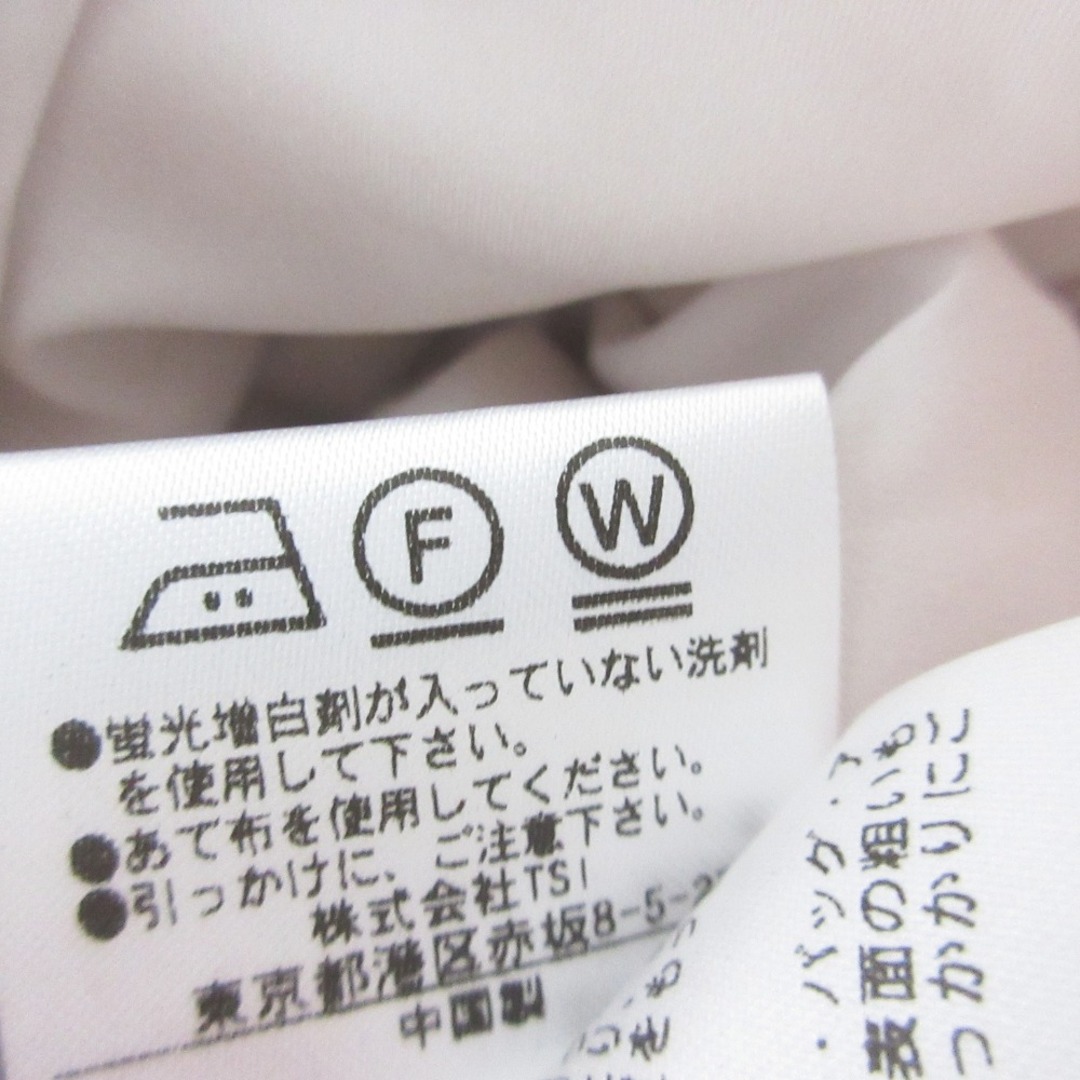 F W
●蛍光増白剤が入っていない洗剤
を使用して下さい。
●あて布を使用してください。
●引っかけに、ご注意下さい。
株式会社TSI
東京都港区赤坂8-5-2
中国製
・バッグ・
表面の粗いも
っかかりにこ